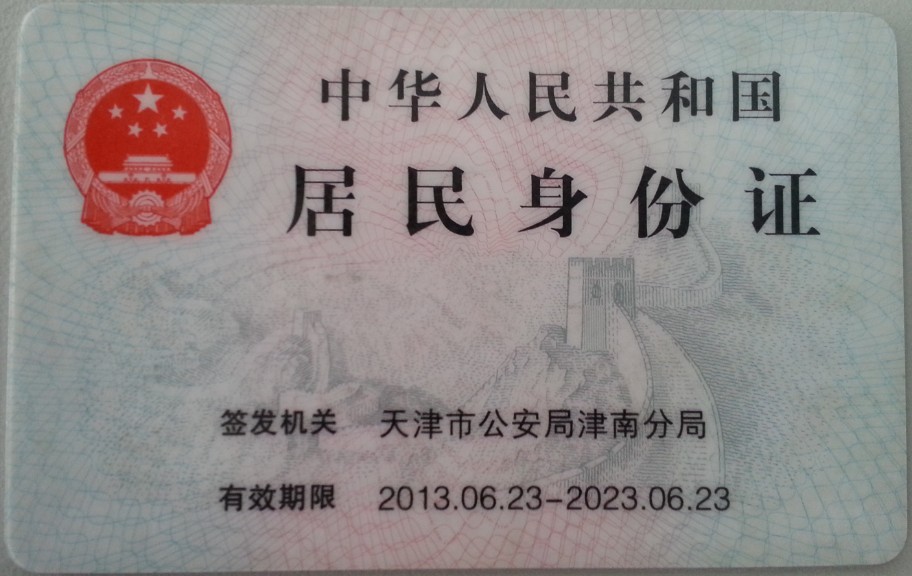 中华人民共和国
居民身份证
签发机关 天津市公安局津南分局
有效期限 2013.06.23-2023.06.23